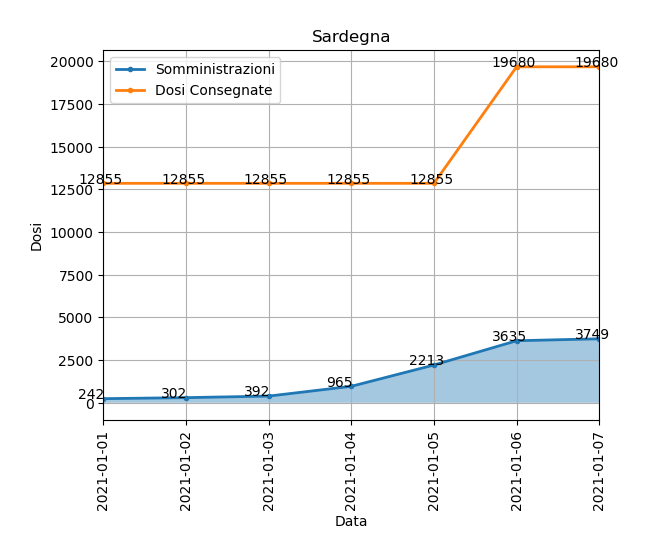 Sardegna
Somministrazioni
Dosi Consegnate
Dosi
20000
17500
15000
12500
10000
7500
5000
2500
0
12855 12855 12855 12855 12855 19680 19680
242 302 392 965 2213 3635 3749
2021-01-01
2021-01-02
2021-01-03
2021-01-04
2021-01-05
2021-01-06
2021-01-07
Data